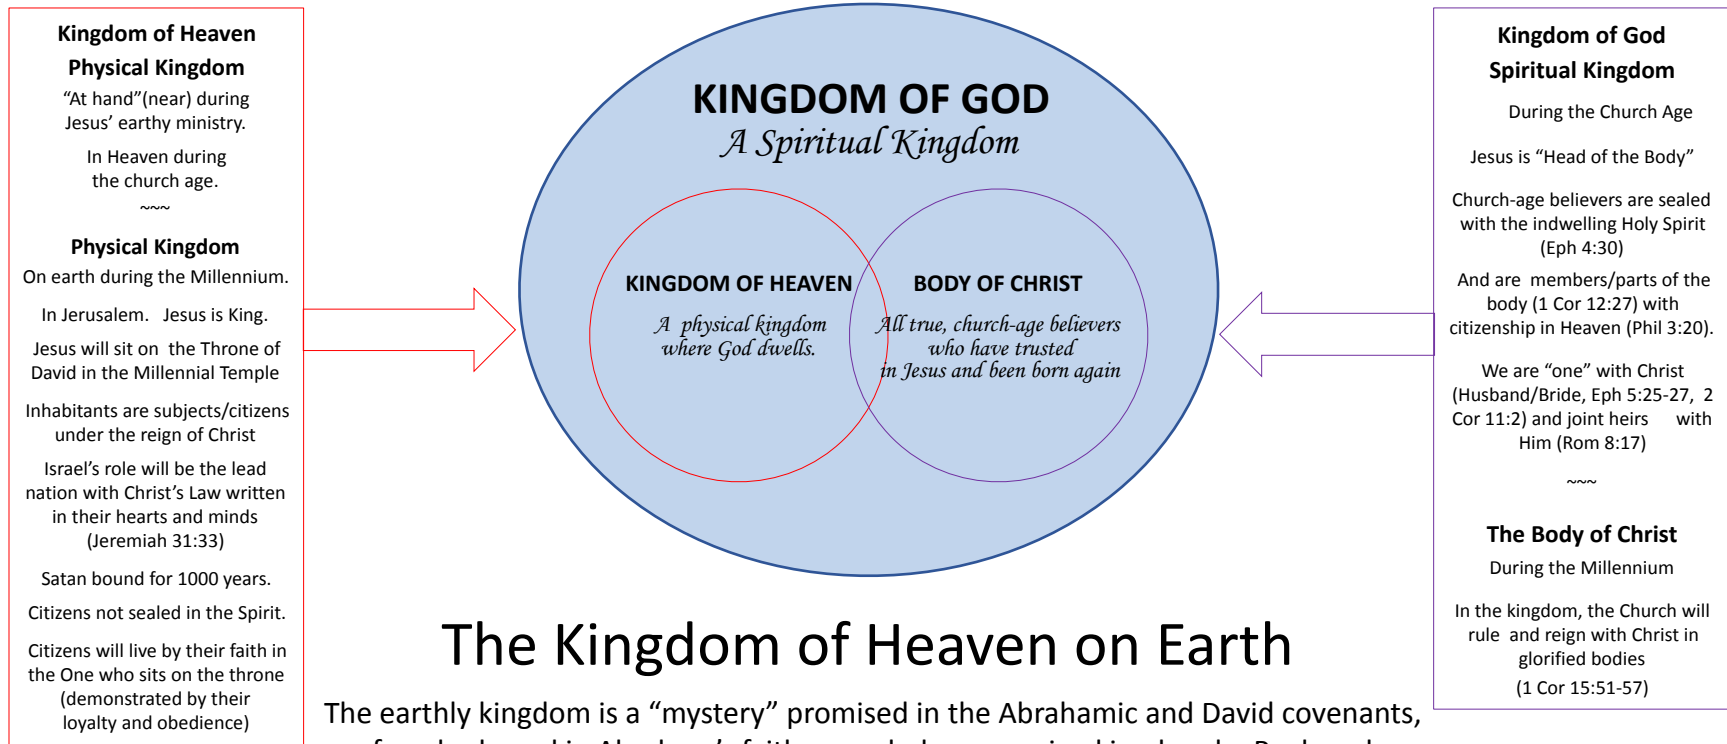 Kingdom of Heaven
Physical Kingdom
“At hand”(near) during
Jesus’ earthy ministry.
In Heaven during
the church age.
~~~
Physical Kingdom
On earth during the Millennium.
In Jerusalem. Jesus is King.
Jesus will sit on the Throne of
David in the Millennial Temple
Inhabitants are subjects/citizens
under the reign of Christ
Israel’s role will be the lead
nation with Christ’s Law written
in their hearts and minds
(Jeremiah 31:33)
Satan bound for 1000 years.
Citizens not sealed in the Spirit.
Citizens will live by their faith in
the One who sits on the throne
(demonstrated by their
loyalty and obedience)
KINGDOM OF GOD
A Spiritual Kingdom
KINGDOM OF HEAVEN
A physical kingdom
where God dwells.
BODY OF CHRIST
All true, church-age believers
who have trusted
in Jesus and been born again
Kingdom of God
Spiritual Kingdom
During the Church Age
Jesus is “Head of the Body”
Church-age believers are sealed
with the indwelling Holy Spirit
(Eph 4:30)
And are members/parts of the
body (1 Cor 12:27) with
citizenship in Heaven (Phil 3:20).
We are “one” with Christ
(Husband/Bride, Eph 5:25-27, 2
Cor 11:2) and joint heirs with
Him (Rom 8:17)
~~~
The Body of Christ
During the Millennium
In the kingdom, the Church will
rule and reign with Christ in
glorified bodies
(1 Cor 15:51-57)
The Kingdom of Heaven on Earth
The earthly kingdom is a “mystery” promised in the Abrahamic and David covenants,